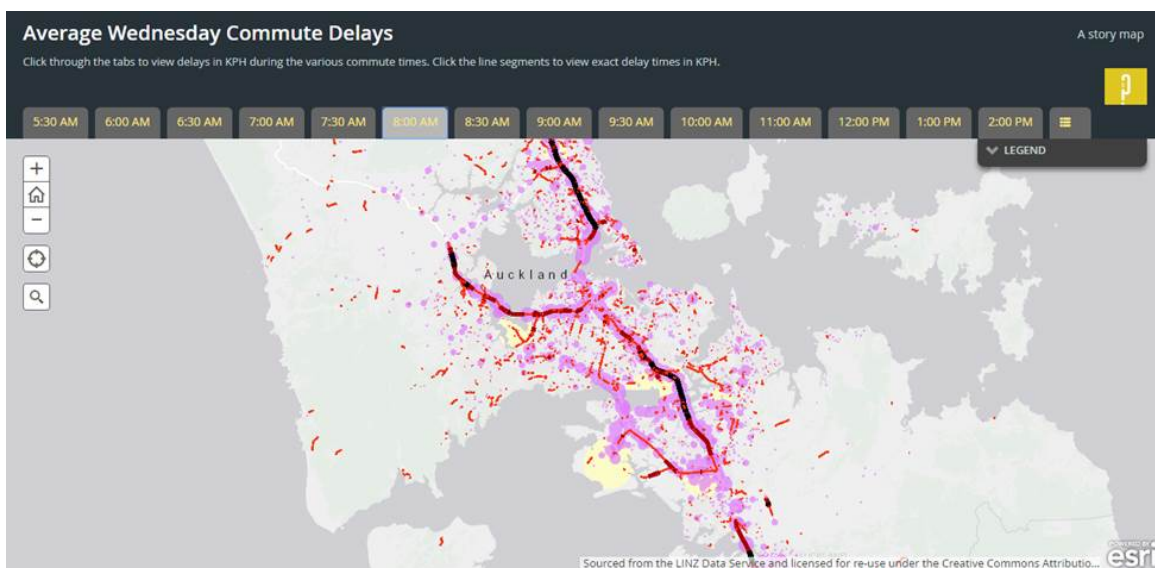 Average Wednesday Commute Delays
A story map
Click through the tabs to view delays in KPH during the various commute times. Click the line segments to view exact delay times in KPH.
5:30 AM 6:00 AM 6:30 AM 7:00 AM 7:30 AM 8:00 AM 8:30 AM 9:00 AM 9:30 AM 10:00 AM 11:00 AM 12:00 PM 1:00 PM 2:00 PM
LEGEND
Auckland
Sourced from the LINZ Data Service and licensed for re-use under the Creative Commons Attributio...
POWERED BY
esri